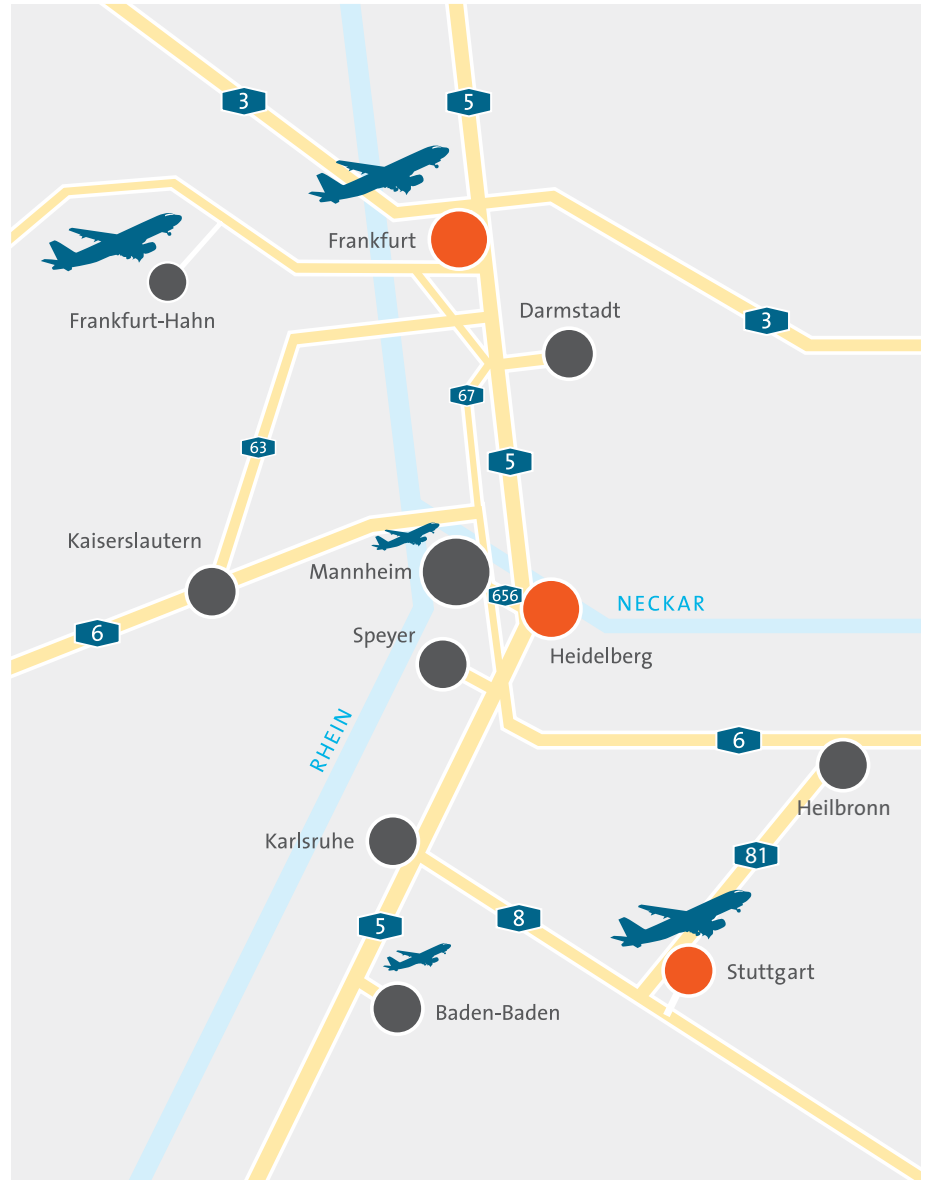 3
5
Frankfurt
Frankfurt-Hahn
Darmstadt
3
67
63
5
Kaiserslautern
Mannheim
656
NECKAR
6
Speyer
Heidelberg
RHEIN
6
Heilbronn
Karlsruhe
81
5
8
Stuttgart
Baden-Baden